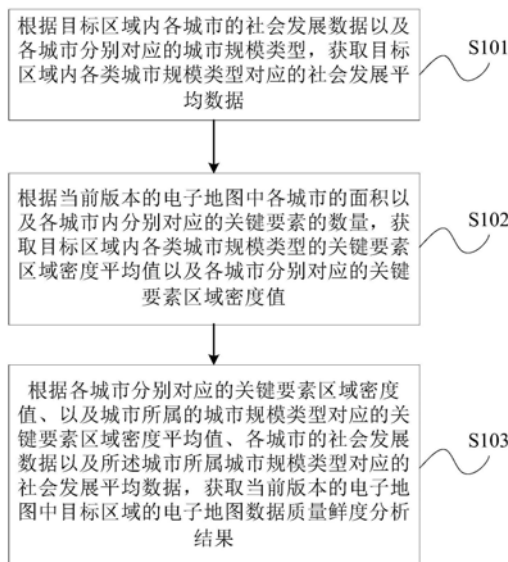 根据目标区域内各城市的社会发展数据以及
各城市分别对应的城市规模类型，获取目标
区域内各类城市规模类型对应的社会发展平
均数据
S101
根据当前版本的电子地图中各城市的面积以
及各城市内分别对应的关键要素的数量，获
取目标区域内各类城市规模类型的关键要素
区域密度平均值以及各城市分别对应的关键
要素区域密度值
S102
根据各城市分别对应的关键要素区域密度
值、以及城市所属的城市规模类型对应的关
键要素区域密度平均值、各城市的社会发展
数据以及所述城市所属城市规模类型对应的
社会发展平均数据，获取当前版本的电子地
图中目标区域的电子地图数据质量鲜度分析
结果
S103